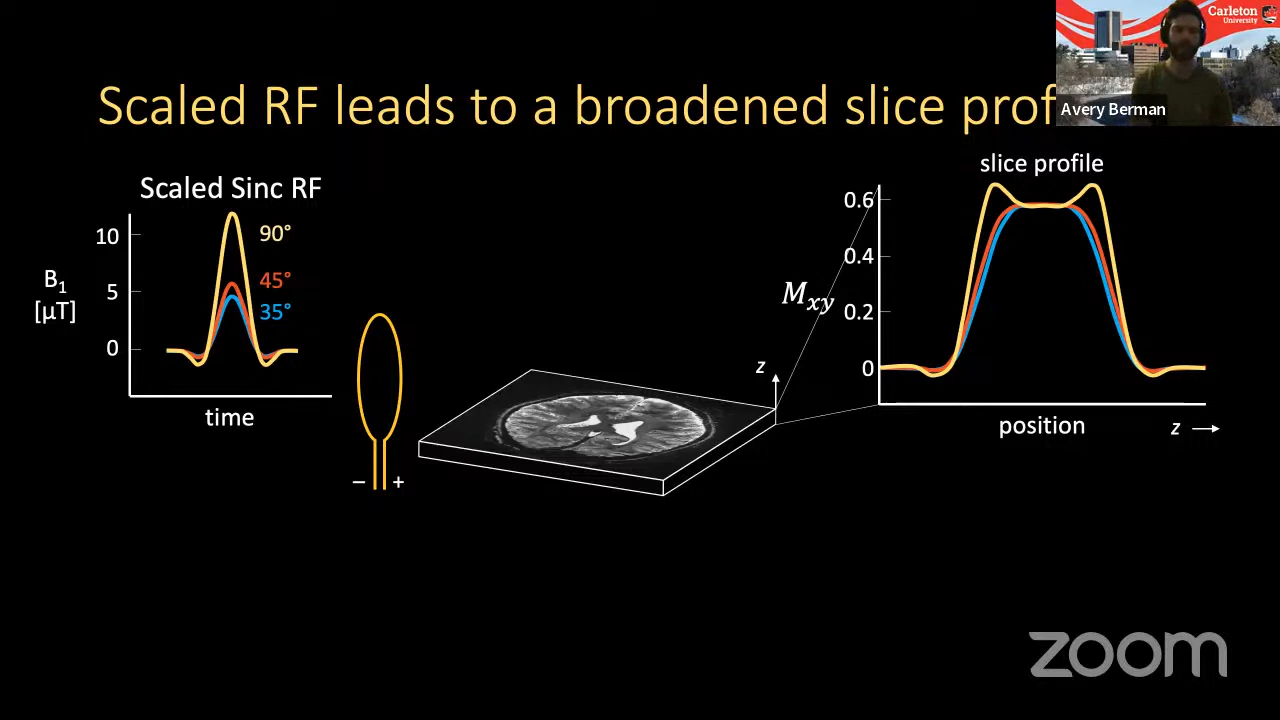 Carleton
University
Avery Berman
Scaled RF leads to a broadened slice prof
Scaled Sinc RF
10
5
0
B1
[μT]
90°
45°
35°
time
– +
z
slice profile
0.6
0.4
0.2
0
Mxy
position
z
zoom